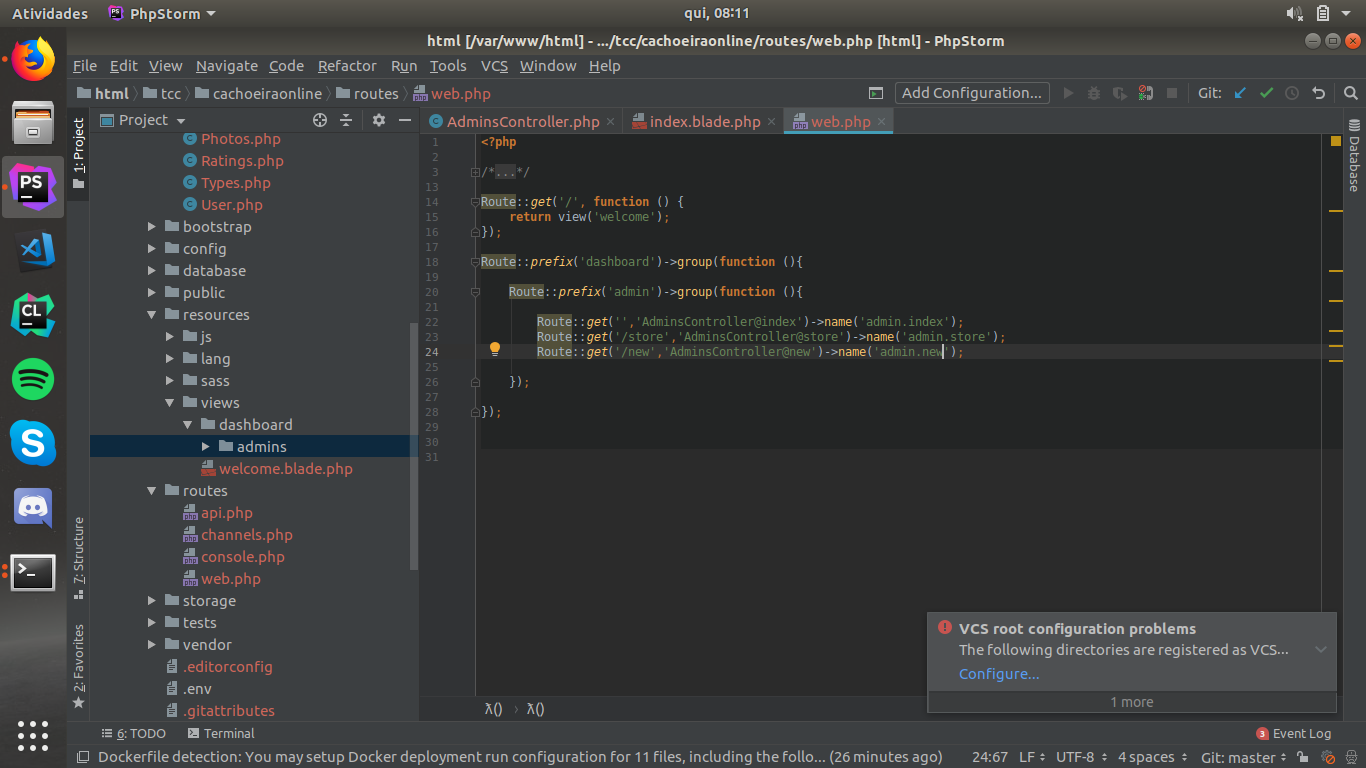 Atividades PhpStorm qui, 08:11
html [/var/www/html] - .../tcc/cachoeiraonline/routes/web.php [html] - PhpStorm
File Edit View Navigate Code Refactor Run Tools VCS Window Help
html tcc cachoeiraonline routes web.php Add Configuration... Git:
Project AdminsController.php index.blade.php web.php
1: Project
Photos.php
Ratings.php
Types.php
User.php
bootstrap
config
database
public
resources
js
lang
sass
views
dashboard
admins
welcome.blade.php
routes
api.php
channels.php
console.php
web.php
storage
tests
vendor
.editorconfig
.env
.gitattributes
7: Structure
2: Favorites
PS
CL
1 <?php
2
3 /*...*/
13
14 Route::get('/', function () {
15 return view('welcome');
16 });
17
18 Route::prefix('dashboard')->group(function (){
19
20 Route::prefix('admin')->group(function (){
21
22 Route::get('','AdminsController@index')->name('admin.index');
23 Route::get('/store','AdminsController@store')->name('admin.store');
24 Route::get('/new','AdminsController@new')->name('admin.new');
25
26 });
27
28 });
29
30
31
Database
VCS root configuration problems
The following directories are registered as VCS...
Configure...
1 more
λ() λ()
6: TODO Terminal 3 Event Log
Dockerfile detection: You may setup Docker deployment run configuration for 11 files, including the follo... (26 minutes ago) 24:67 LF UTF-8 4 spaces Git: master